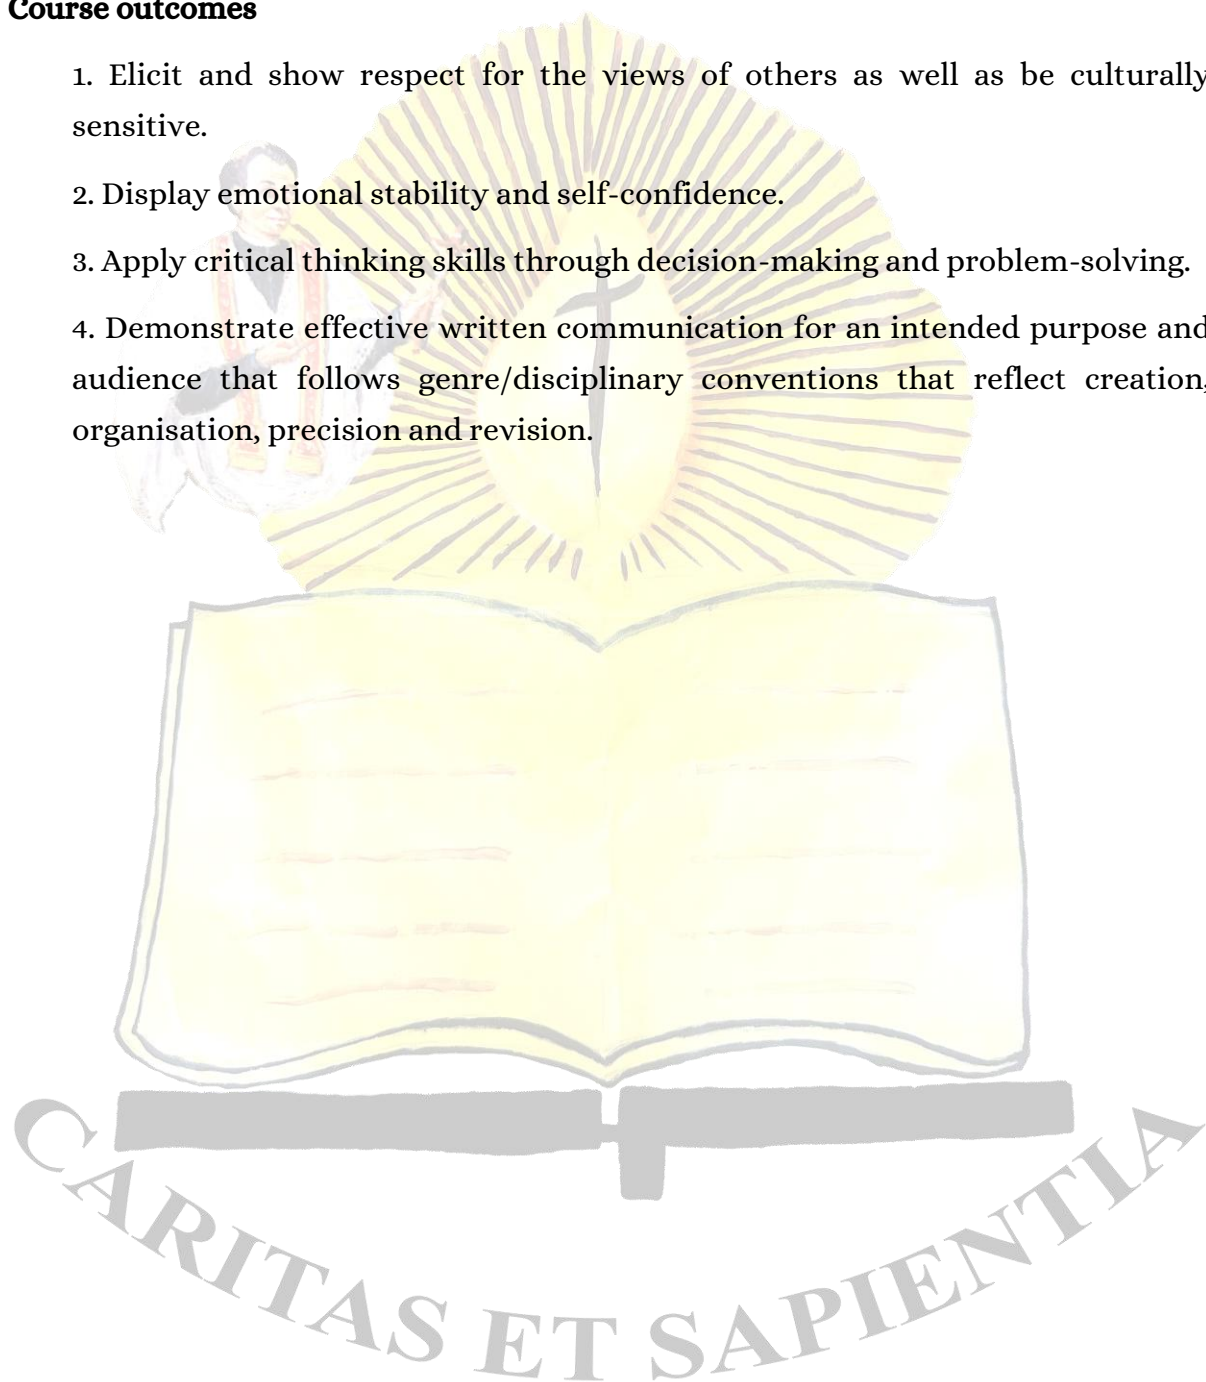 Course outcomes
1. Elicit and show respect for the views of others as well as be culturally
sensitive.
2. Display emotional stability and self-confidence.
3. Apply critical thinking skills through decision-making and problem-solving.
4. Demonstrate effective written communication for an intended purpose and
audience that follows genre/disciplinary conventions that reflect creation,
organisation, precision and revision.
CARITAS ET SAPIENTIA